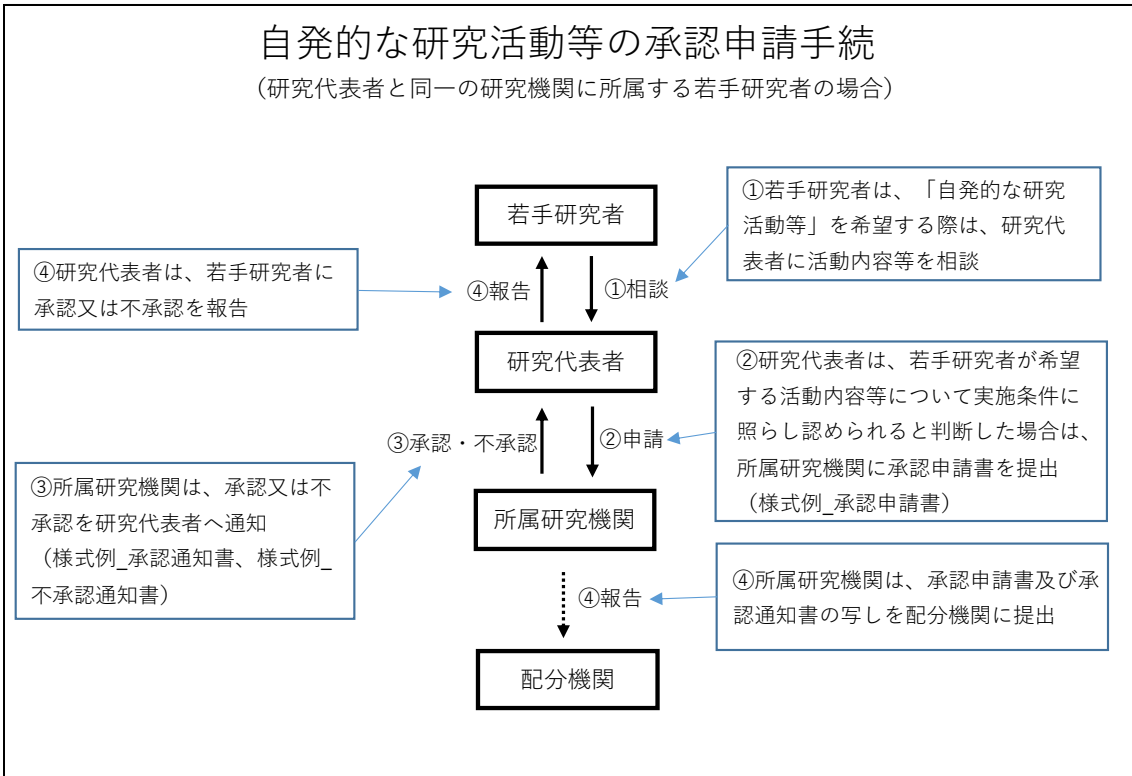 自発的な研究活動等の承認申請手続
（研究代表者と同一の研究機関に所属する若手研究者の場合）
若手研究者
①若手研究者は、「自発的な研究
活動等」を希望する際は、研究代
表者に活動内容等を相談
④研究代表者は、若手研究者に
承認又は不承認を報告
④報告
①相談
研究代表者
②研究代表者は、若手研究者が希望
する活動内容等について実施条件に
照らし認められると判断した場合は、
所属研究機関に承認申請書を提出
（様式例_承認申請書）
③承認・不承認
②申請
③所属研究機関は、承認又は不
承認を研究代表者へ通知
（様式例_承認通知書、様式例_
不承認通知書）
所属研究機関
④報告
④所属研究機関は、承認申請書及び承
認通知書の写しを配分機関に提出
配分機関